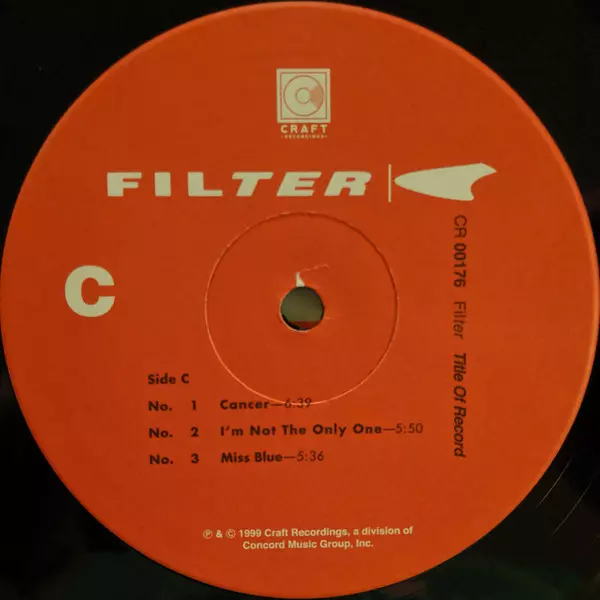 CRAFT
RECORDINGS
FILTER
C
CR 00176 Filter Title Of Record
Side C
No. 1 Cancer—6:39
No. 2 I'm Not The Only One—5:50
No. 3 Miss Blue—5:36
℗ & © 1999 Craft Recordings, a division of
Concord Music Group, Inc.